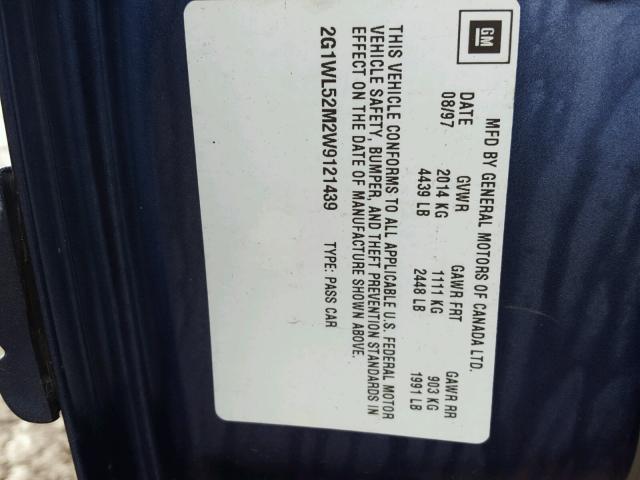 GM
MFD BY GENERAL MOTORS OF CANADA LTD.
DATE GVWR GAWR FRT GAWR RR
08/97 2014 KG 1111 KG 903 KG
4439 LB 2448 LB 1991 LB
THIS VEHICLE CONFORMS TO ALL APPLICABLE U.S. FEDERAL MOTOR
VEHICLE SAFETY, BUMPER, AND THEFT PREVENTION STANDARDS IN
EFFECT ON THE DATE OF MANUFACTURE SHOWN ABOVE.
2G1WL52M2W9121439 TYPE: PASS CAR